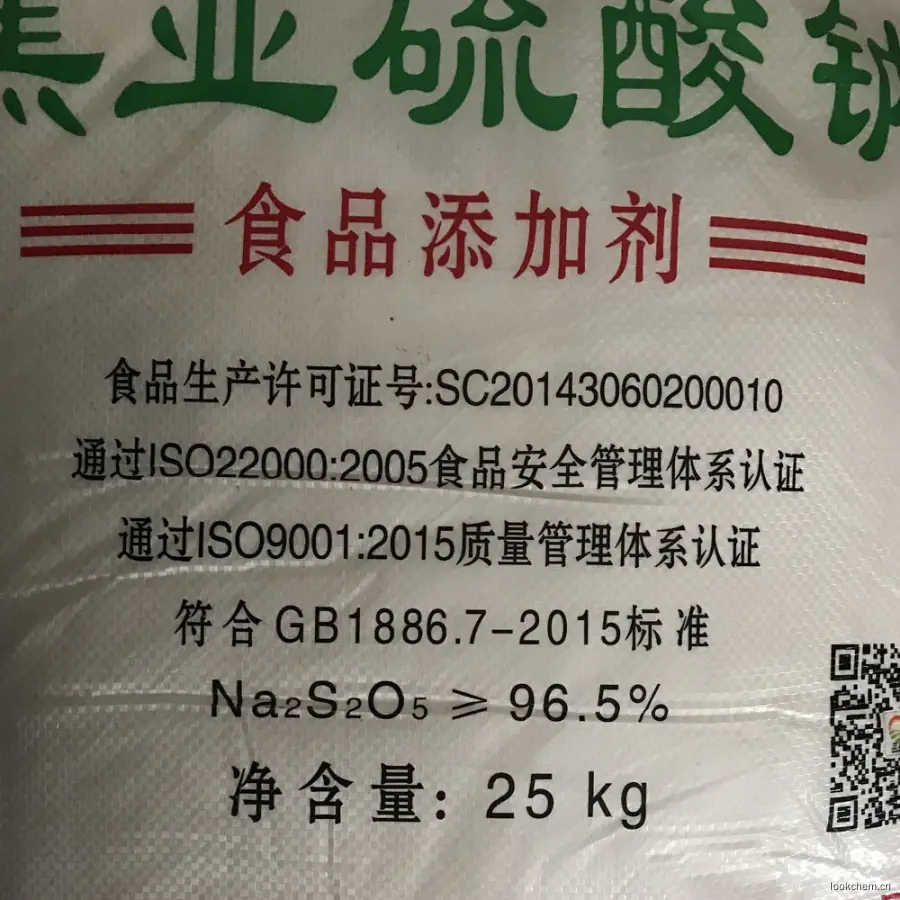 焦亚硫酸钠
食品添加剂
食品生产许可证号:SC20143060200010
通过ISO22000:2005食品安全管理体系认证
通过ISO9001:2015质量管理体系认证
符合GB1886.7-2015标准
Na₂S₂O₅ ⩾ 96.5%
净含量: 25 kg
lookchem.cn